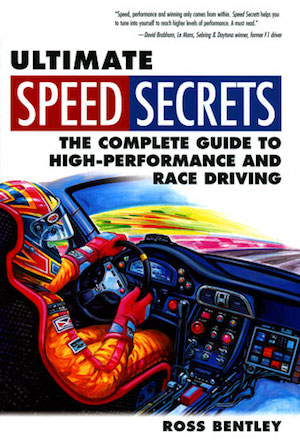 "Speed, performance and winning only comes from within. Speed Secrets helps you
to tune into yourself to reach higher levels of performance. A must read."
—David Brabham, Le Mans, Sebring & Daytona winner, former F1 driver
ULTIMATE
SPEED SECRETS
THE COMPLETE GUIDE TO
HIGH-PERFORMANCE AND
RACE DRIVING
ROSS BENTLEY